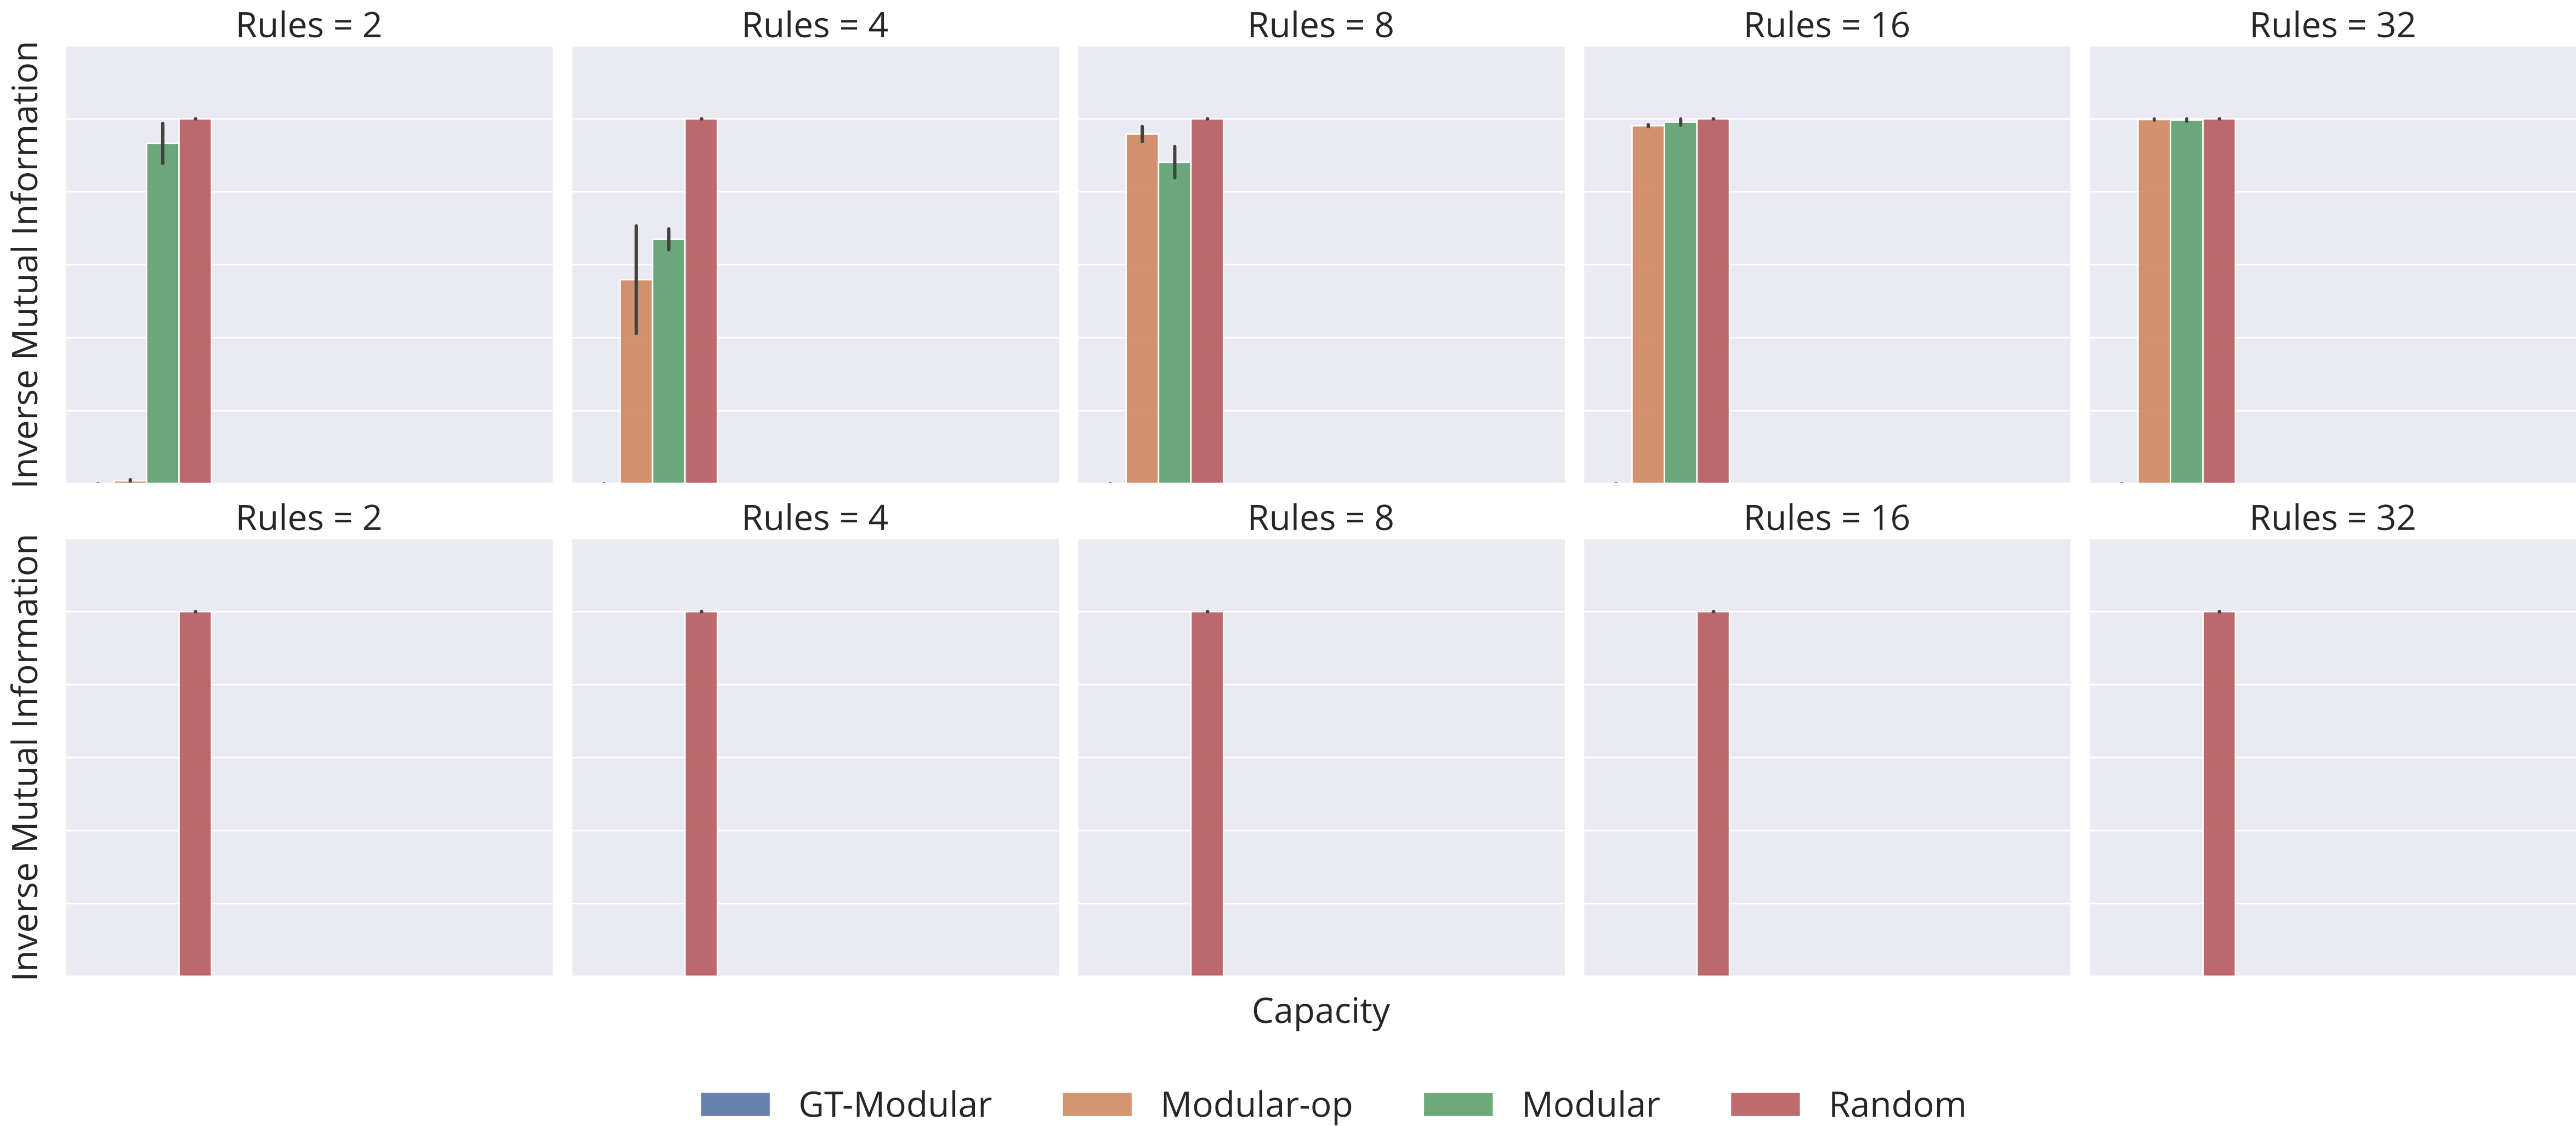 Rules = 2
Rules = 4
Rules = 8
Rules = 16
Rules = 32
Inverse Mutual Information
Rules = 2
Rules = 4
Rules = 8
Rules = 16
Rules = 32
Inverse Mutual Information
Capacity
GT-Modular
Modular-op
Modular
Random